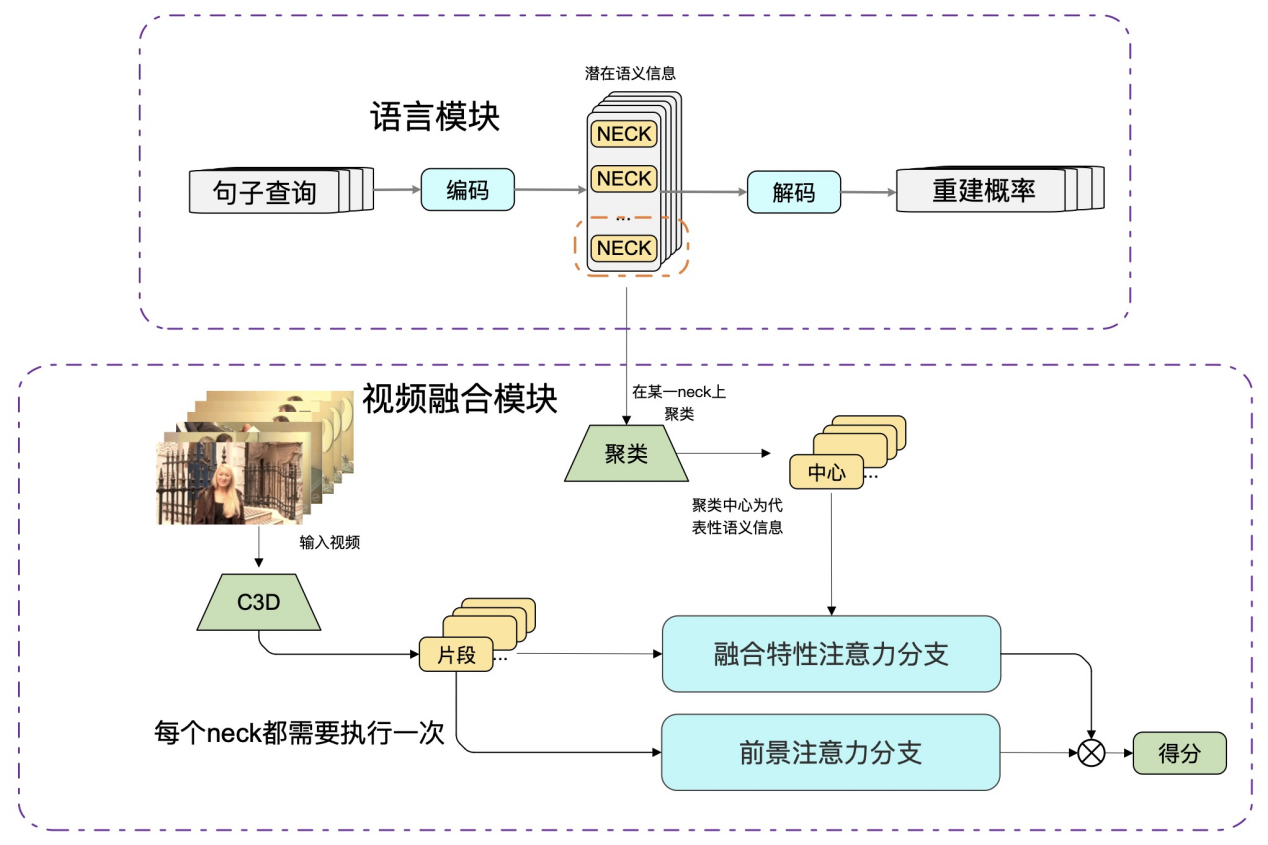 潜在语义信息
语言模块
NECK
NECK
...
NECK
句子查询
编码
解码
重建概率
视频融合模块
在某一neck上
聚类
聚类
中心
...
聚类中心为代
表性语义信息
输入视频
C3D
片段
...
融合特性注意力分支
每个neck都需要执行一次
前景注意力分支
得分